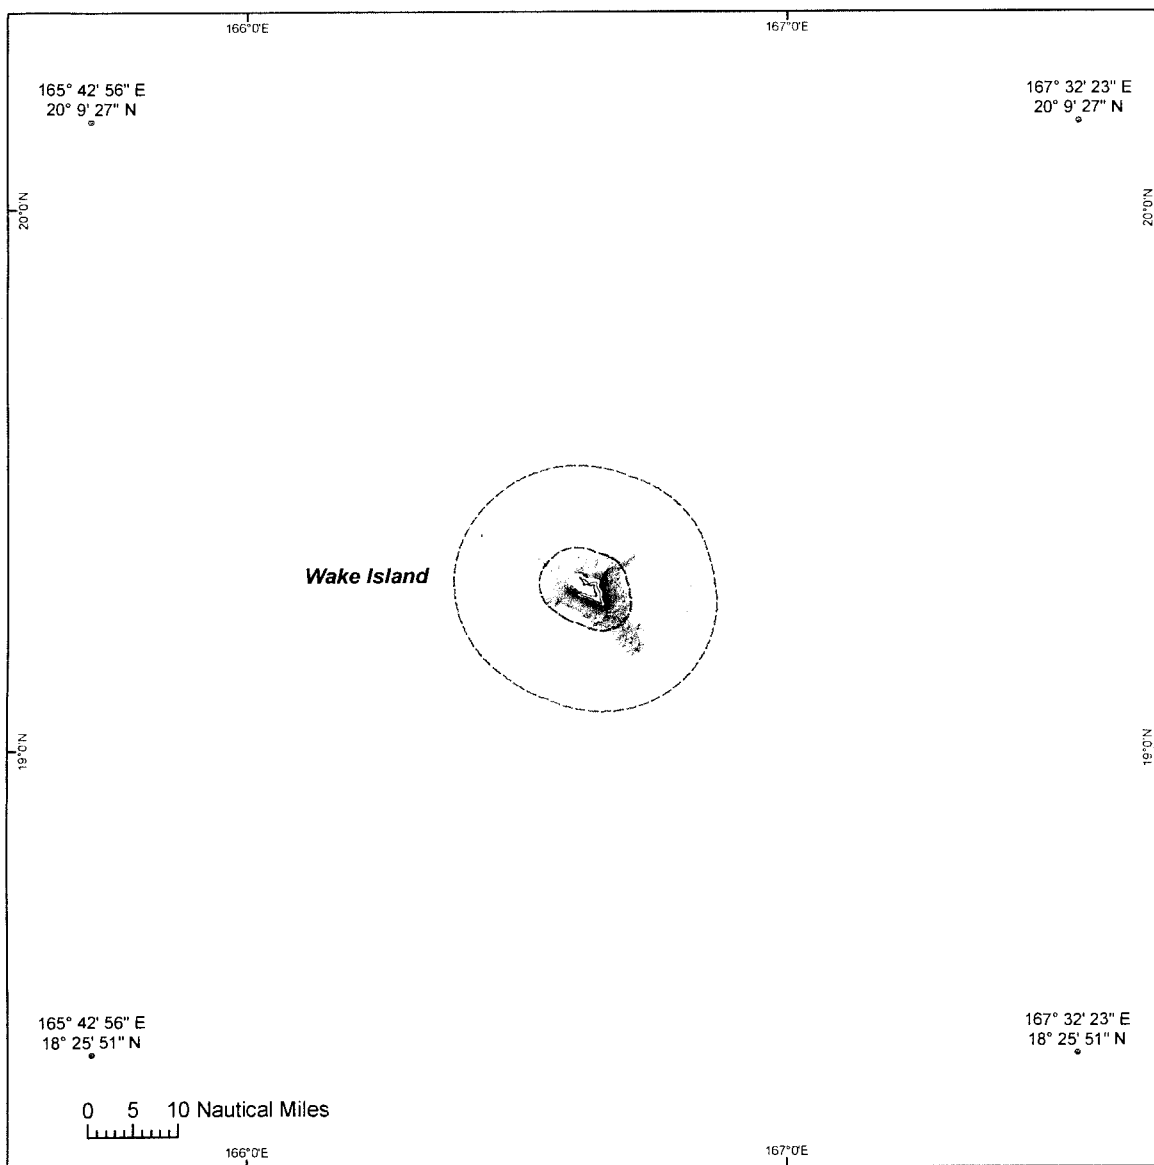 166°0'E
167°0'E
165° 42' 56" E
20° 9' 27" N
167° 32' 23" E
20° 9' 27" N
20°0'N
20°0'N
Wake Island
19°0'N
19°0'N
165° 42' 56" E
18° 25' 51" N
167° 32' 23" E
18° 25' 51" N
0 5 10 Nautical Miles
166°0'E
167°0'E